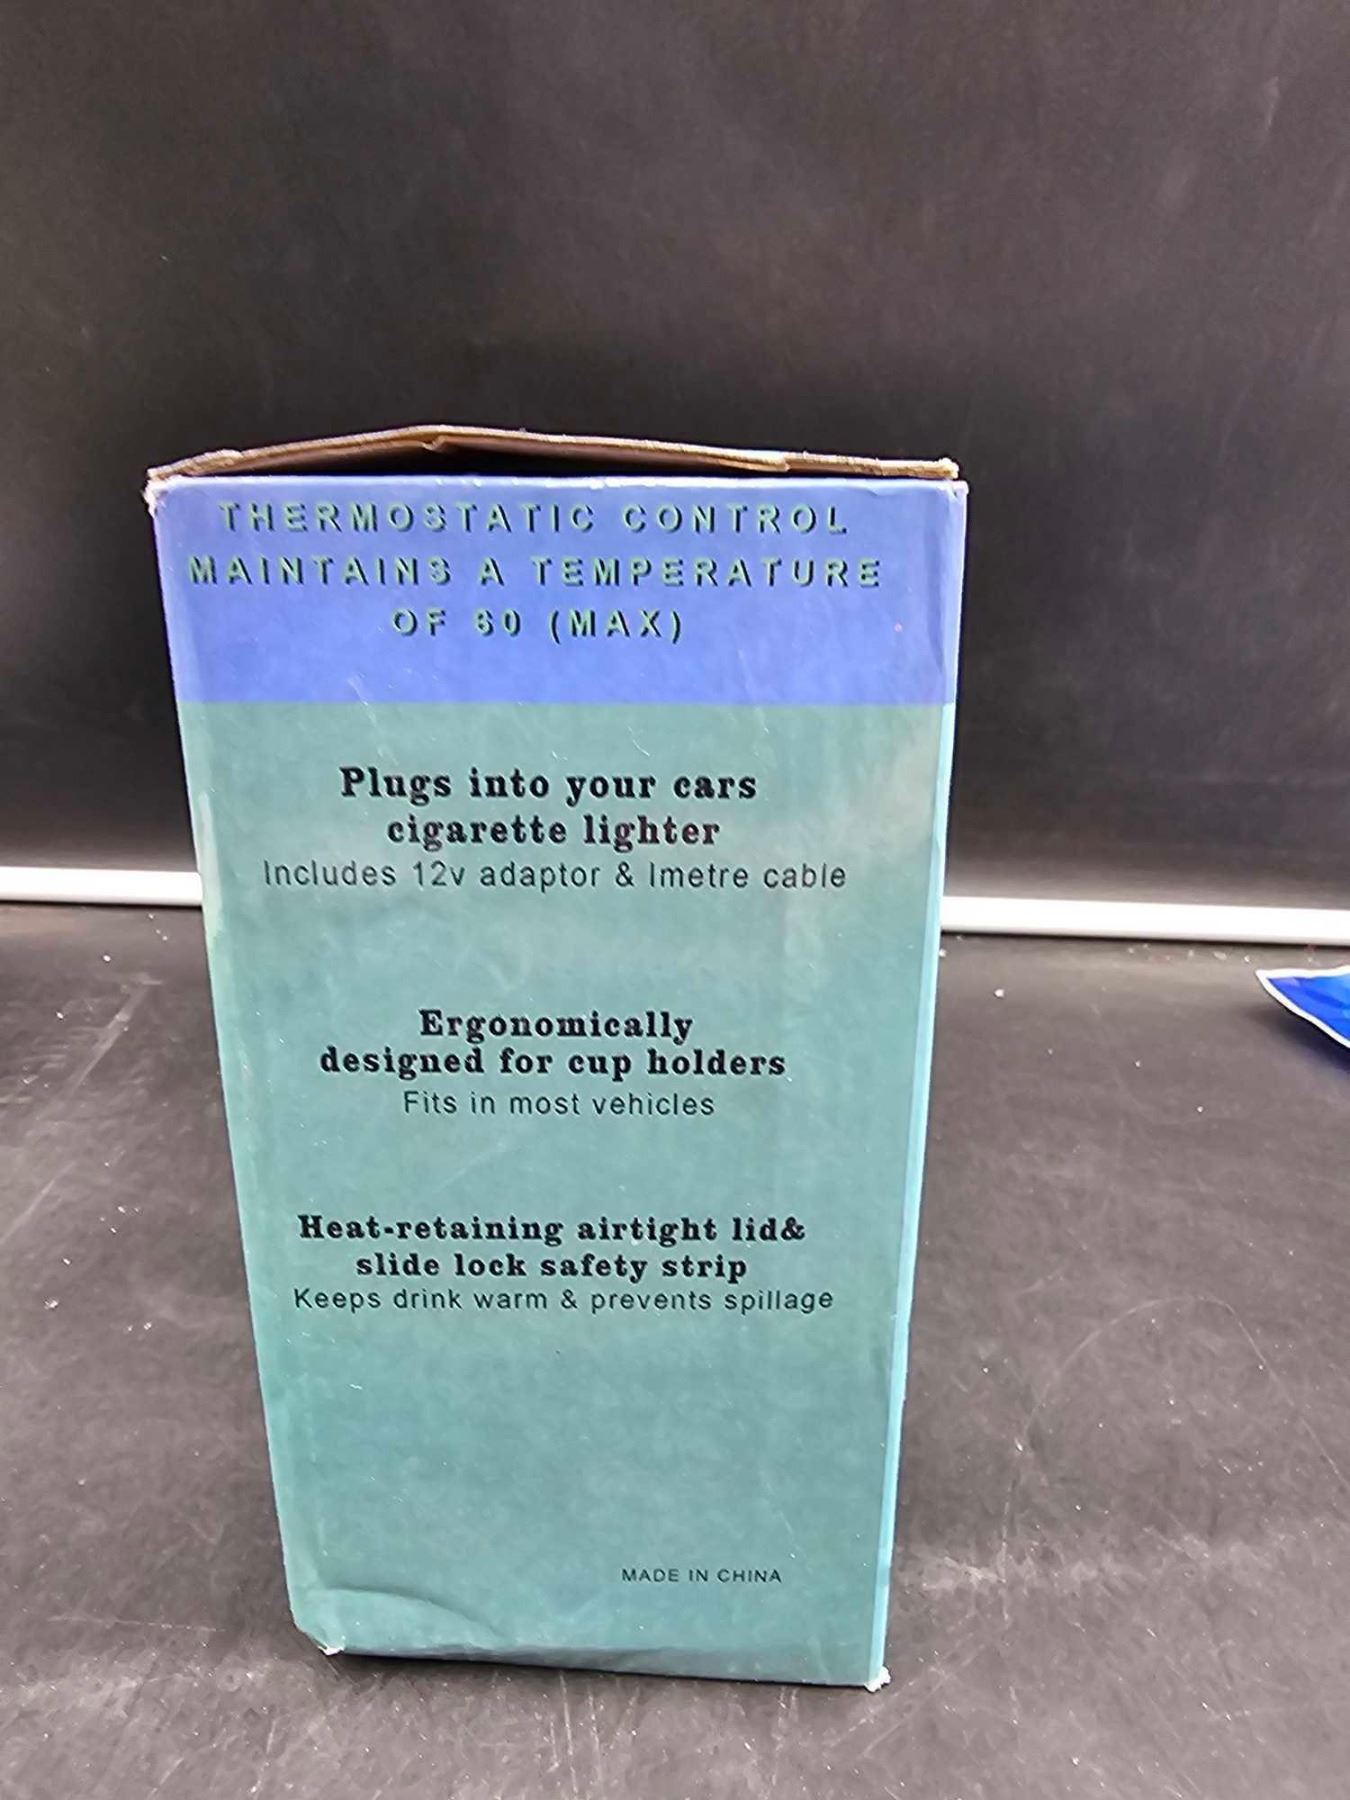 THERMOSTATIC CONTROL
MAINTAINS A TEMPERATURE
OF 60 (MAX)
Plugs into your cars
cigarette lighter
Includes 12v adaptor & lmetre cable
Ergonomically
designed for cup holders
Fits in most vehicles
Heat-retaining airtight lid&
slide lock safety strip
Keeps drink warm & prevents spillage
MADE IN CHINA